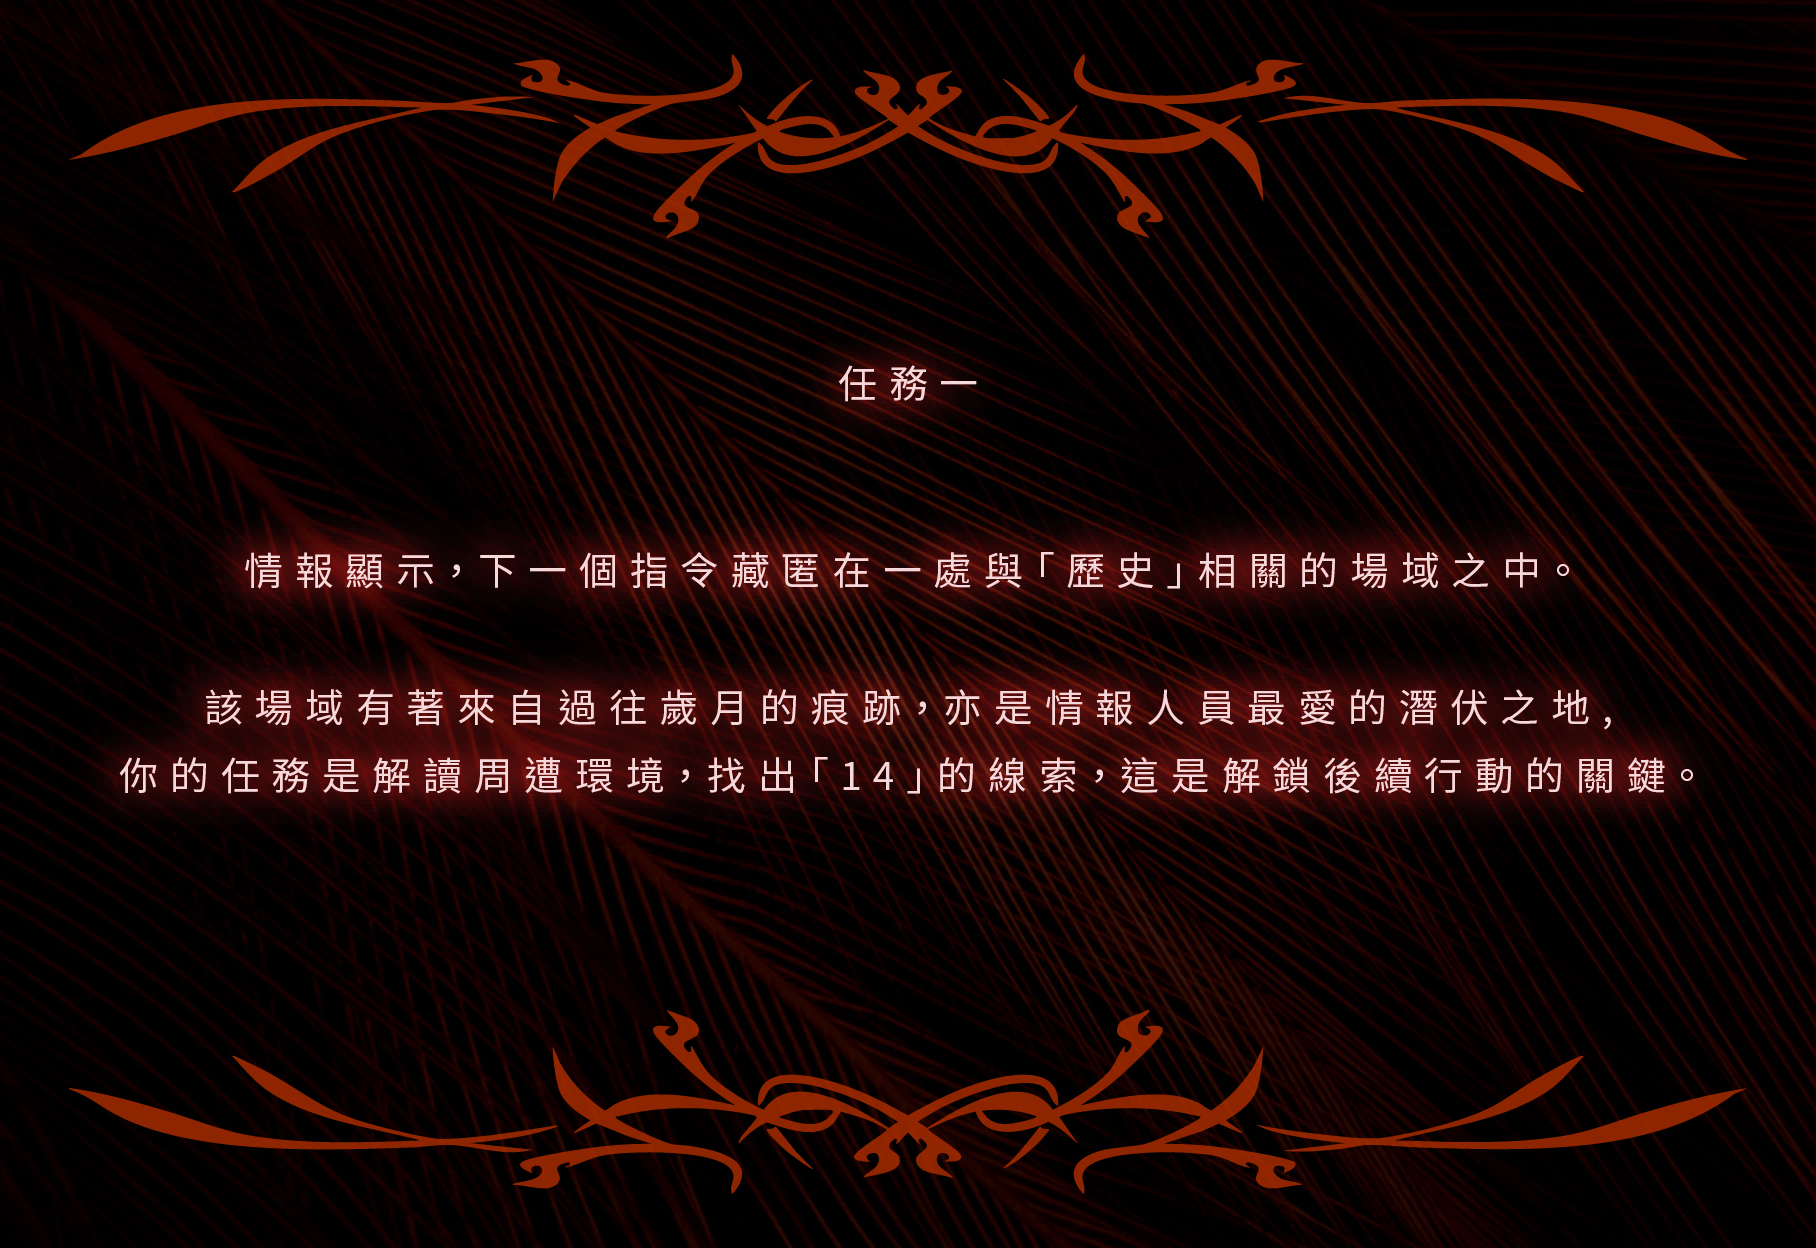 任務一
情報顯示，下一個指令藏匿在一處與「歷史」相關的場域之中。
該場域有著來自過往歲月的痕跡，亦是情報人員最愛的潛伏之地,
你的任務是解讀周遭環境，找出「14」的線索，這是解鎖後續行動的關鍵。